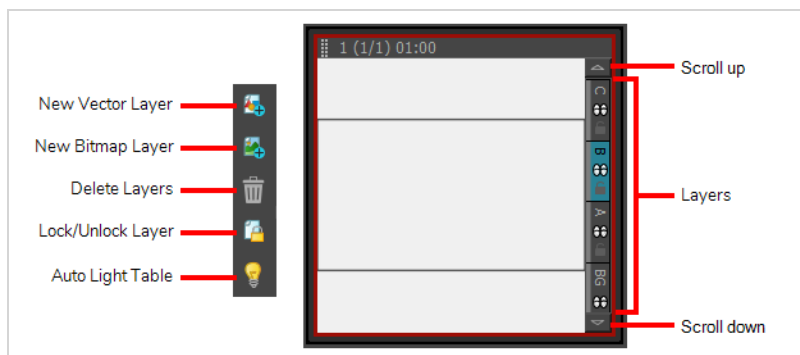 1 (1/1) 01:00
Scroll up
New Vector Layer
C
New Bitmap Layer
B
Delete Layers
Layers
Lock/Unlock Layer
A
Auto Light Table
BG
Scroll down